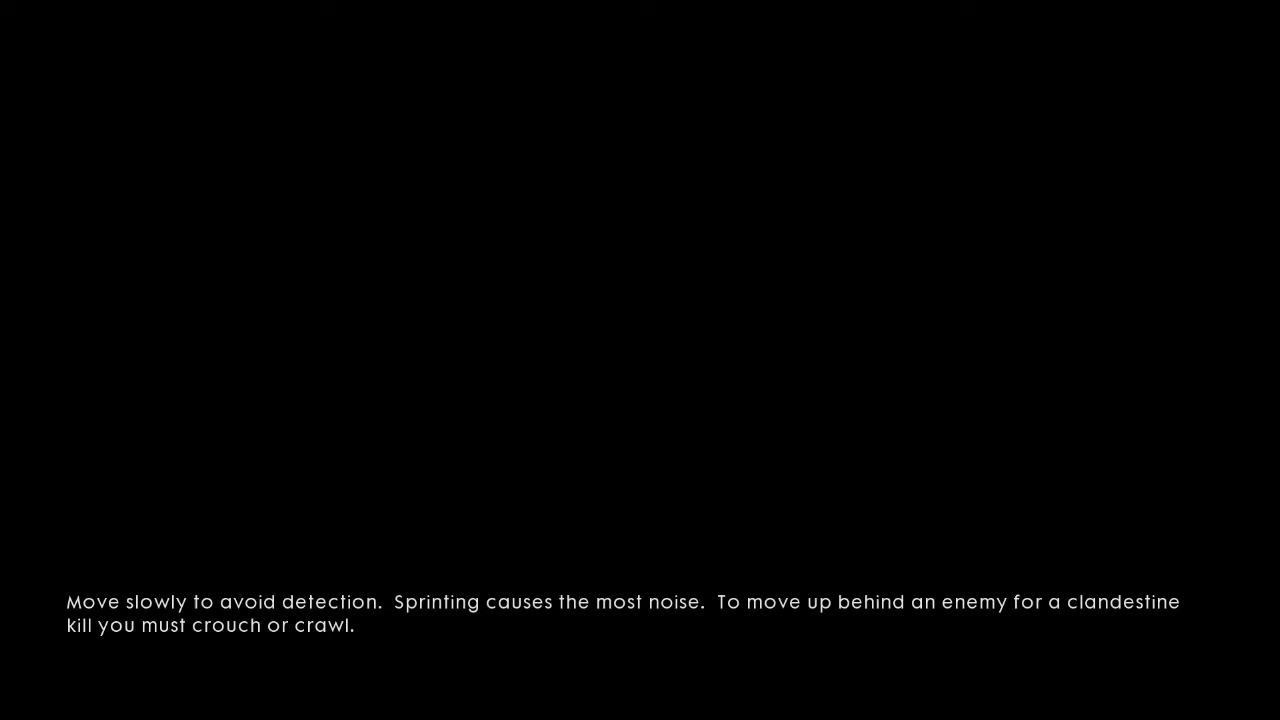 Move slowly to avoid detection.  Sprinting causes the most noise.  To move up behind an enemy for a clandestine
kill you must crouch or crawl.